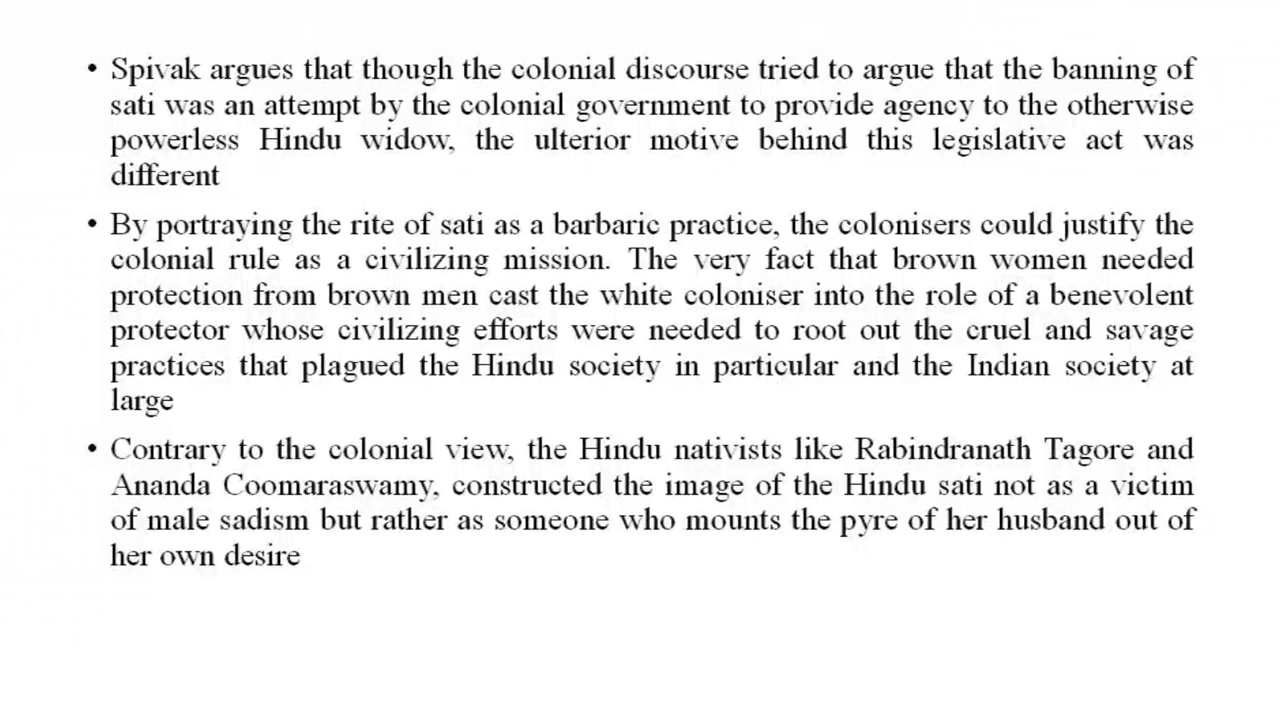 • Spivak argues that though the colonial discourse tried to argue that the banning of
sati was an attempt by the colonial government to provide agency to the otherwise
powerless Hindu widow, the ulterior motive behind this legislative act was
different
• By portraying the rite of sati as a barbaric practice, the colonisers could justify the
colonial rule as a civilizing mission. The very fact that brown women needed
protection from brown men cast the white coloniser into the role of a benevolent
protector whose civilizing efforts were needed to root out the cruel and savage
practices that plagued the Hindu society in particular and the Indian society at
large
• Contrary to the colonial view, the Hindu nativists like Rabindranath Tagore and
Ananda Coomaraswamy, constructed the image of the Hindu sati not as a victim
of male sadism but rather as someone who mounts the pyre of her husband out of
her own desire